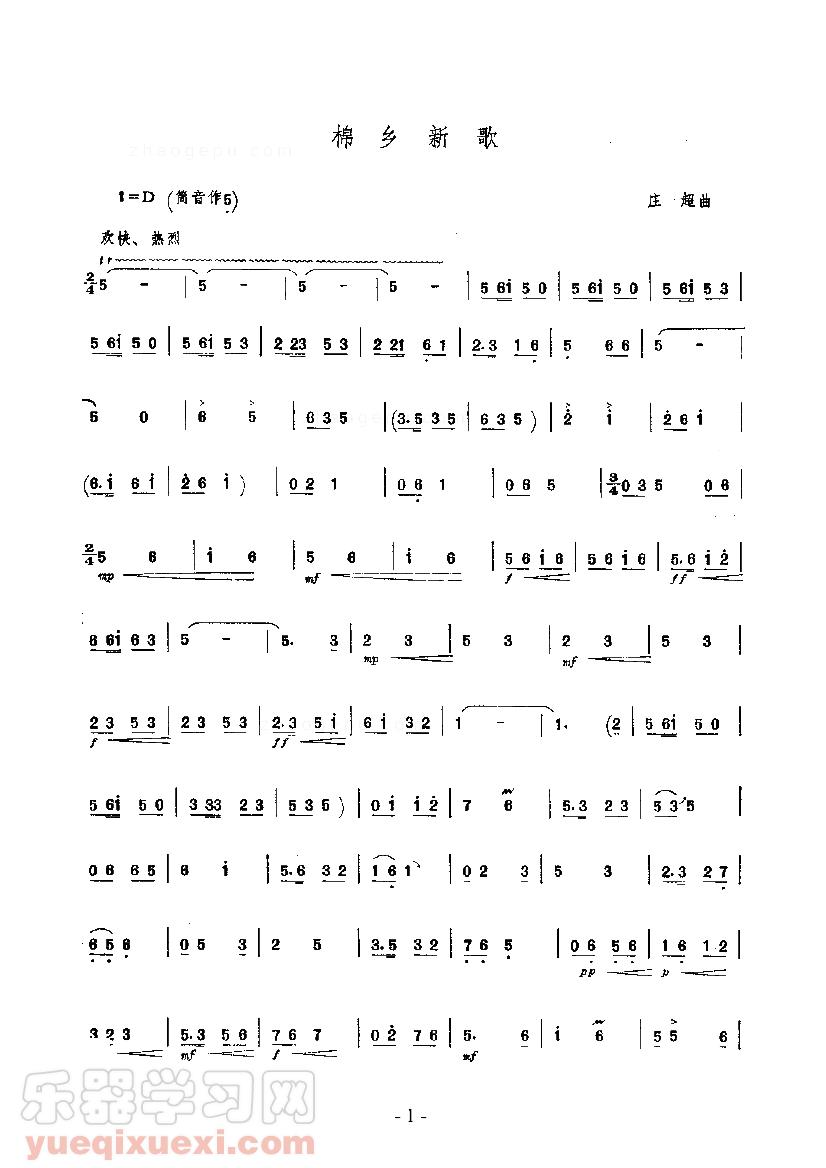 棉乡新歌
zhaogepu.com
1=D (筒音作5)
庄 超曲
欢快、热烈
tr
2/4 5 - | 5 - | 5 - | 5 - | 5 6i 5 0 | 5 6i 5 0 | 5 6i 5 3 |
5 6i 5 0 | 5 6i 5 3 | 2 23 5 3 | 2 21 6 1 | 2. 3 1 6 | 5 6 6 | 5 - |
5 0 | 6 5 | 6 3 5 | (3. 5 3 5 | 6 3 5 ) | 2 i | 2 6 i |
(6. i 6 i | 2 6 i ) | 0 2 1 | 0 6 1 | 0 6 5 | 3/4 0 3 5 0 6 |
2/4 5 6 | i 6 | 5 6 | i 6 | 5 6 i 6 | 5 6 i 6 | 5. 6 i 2 |
mp mf f ff
6 6i 6 3 | 5 - | 5. 3 | 2 3 | 5 3 | 2 3 | 5 3 |
mp mf
2 3 5 3 | 2 3 5 3 | 2. 3 5 i | 6 i 3 2 | 1 - | 1. (2 | 5 6i 5 0 |
f ff
5 6i 5 0 | 3 33 2 3 | 5 3 5 ) | 0 i i 2 | 7 6 | 5. 3 2 3 | 5 3 5 |
0 6 6 5 | 6 i | 5. 6 3 2 | 1 6 1 | 0 2 3 | 5 3 | 2. 3 2 7 |
6 5 6 | 0 5 3 | 2 5 | 3. 5 3 2 | 7 6 5 | 0 6 5 6 | 1 6 1 2 |
pp p
3 2 3 | 5. 3 5 6 | 7 6 7 | 0 2 7 6 | 5. 6 | i 6 | 5 5 6 |
mf f mf
- 1 -
乐器学习网
yueqixuexi.com